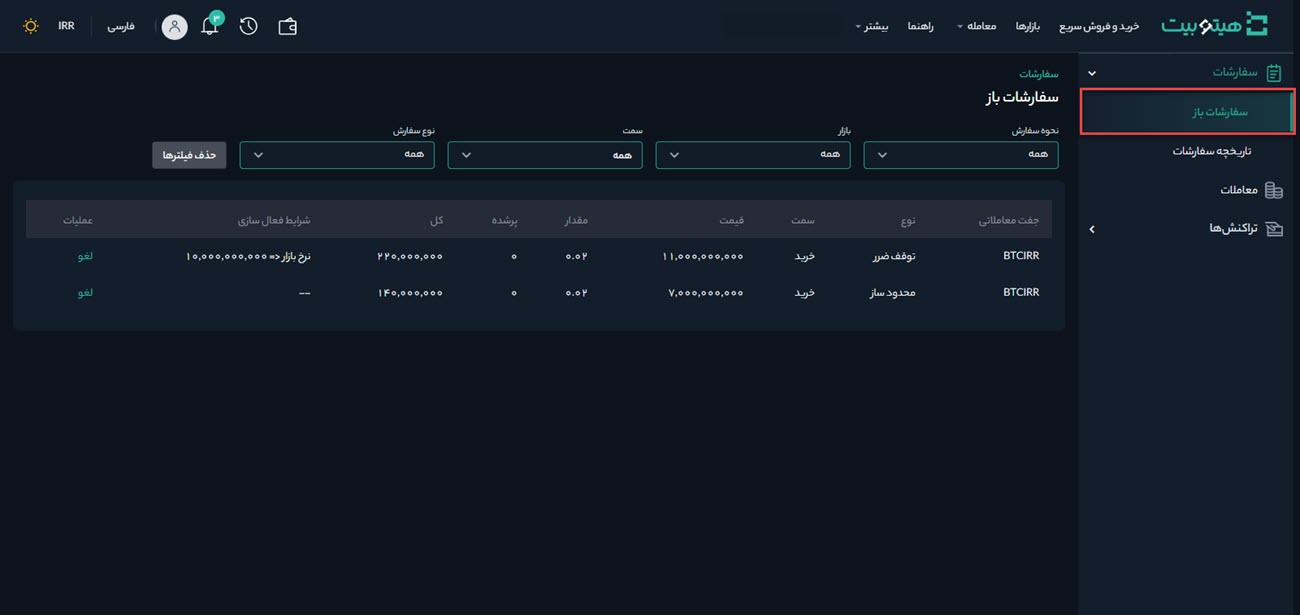 هیتوبیت
خرید و فروش سریع بازارها معامله راهنما بیشتر
۳ فارسی IRR
سفارشات
سفارشات باز
تاریخچه سفارشات
معاملات
تراکنش‌ها
سفارشات
سفارشات باز
نحوه سفارش بازار سمت نوع سفارش
همه همه همه همه حذف فیلترها
جفت معاملاتی نوع سمت قیمت مقدار پرشده کل شرایط فعال سازی عملیات
BTCIRR توقف ضرر خرید ۱۱,۰۰۰,۰۰۰,۰۰۰ ۰.۰۲ ۰ ۲۲۰,۰۰۰,۰۰۰ نرخ بازار <= ۱۰,۰۰۰,۰۰۰,۰۰۰ لغو
BTCIRR محدود ساز خرید ۷,۰۰۰,۰۰۰,۰۰۰ ۰.۰۲ ۰ ۱۴۰,۰۰۰,۰۰۰ -- لغو